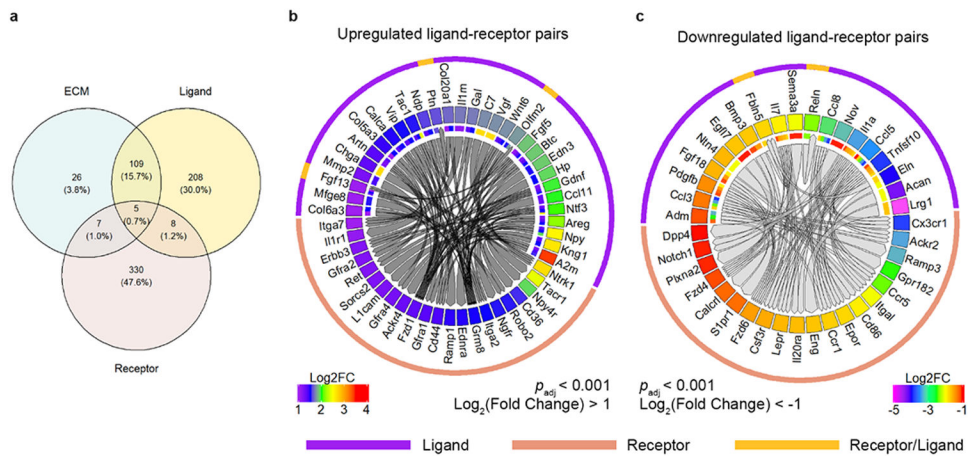 a
ECM
Ligand
26
(3.8%)
109
(15.7%)
208
(30.0%)
5
(0.7%)
7
(1.0%)
8
(1.2%)
330
(47.6%)
Receptor
b
Upregulated ligand-receptor pairs
Col20a1
Il1rn
Gal
C7
Vgf
Wnt6
Olfm2
Fgf5
Btc
Edn3
Hp
Gdnf
Ccl11
Ntf3
Areg
Npy
Kng1
A2m
Ntrk1
Tacr1
Npy4r
Cd36
Robo2
Ngfr
Itga2
Grm8
Ednra
Ramp1
Cd44
Gfra1
Fzd1
Ackr4
Gfra4
L1cam
Sorcs2
Ret
Gfra2
Erbb3
Il1r1
Itga7
Col6a3
Mfge8
Fgf13
Mmp2
Chga
Artn
Col5a3
Calca
Vip
Tac1
Ndp
Ptn
Log2FC
1 2 3 4
p adj < 0.001
Log2(Fold Change) > 1
c
Downregulated ligand-receptor pairs
Sema3a
Reln
Ccl8
Nov
Ccl5
Tnfsf10
Eln
Acan
Lrg1
Cx3cr1
Ackr2
Ramp3
Gpr182
Ccr5
Itgal
Cd86
Epor
Ccr1
Eng
Il20ra
Lepr
Csf3r
Fzd6
S1pr1
Calcrl
Fzd4
Plxna2
Notch1
Dpp4
Adm
Ccl3
Pdgfb
Fgf18
Ntn4
Egfl7
Bmp3
Fbln5
Il7
p adj < 0.001
Log2(Fold Change) < -1
Log2FC
-5 -3 -1
Ligand
Receptor
Receptor/Ligand